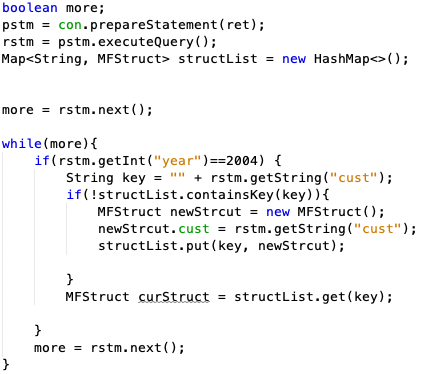 boolean more;
pstm = con.prepareStatement(ret);
rstm = pstm.executeQuery();
Map<String, MFStruct> structList = new HashMap<>();
more = rstm.next();
while(more){
if(rstm.getInt("year")==2004) {
String key = "" + rstm.getString("cust");
if(!structList.containsKey(key)){
MFStruct newStrcut = new MFStruct();
newStrcut.cust = rstm.getString("cust");
structList.put(key, newStrcut);
}
MFStruct curStruct = structList.get(key);
}
more = rstm.next();
}